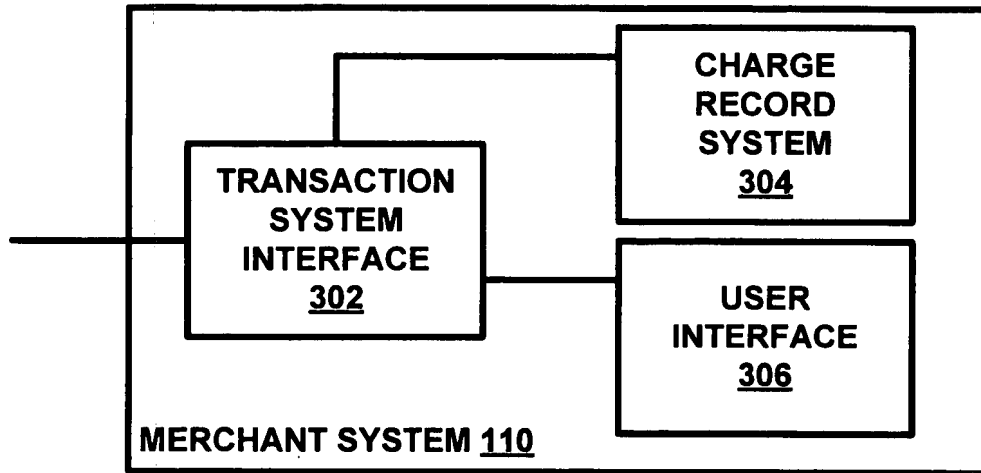 CHARGE
RECORD
SYSTEM
304
TRANSACTION
SYSTEM
INTERFACE
302
USER
INTERFACE
306
MERCHANT SYSTEM 110